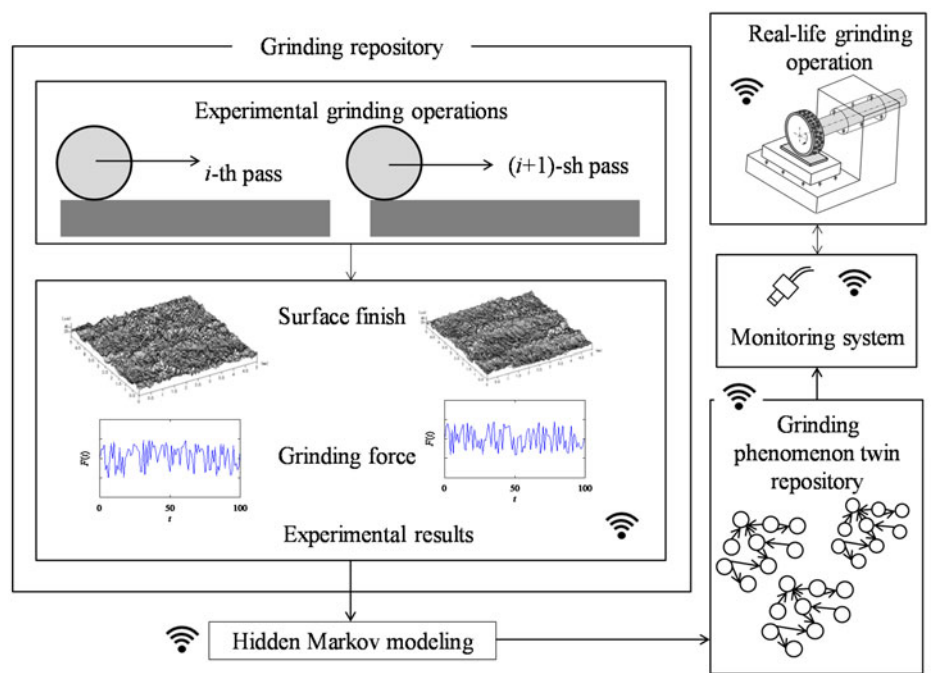 Grinding repository
Experimental grinding operations
i-th pass
(i+1)-sh pass
Surface finish
Grinding force
F(t)
0
50
100
t
F(t)
0
50
100
t
Experimental results
Hidden Markov modeling
Real-life grinding
operation
Monitoring system
Grinding
phenomenon twin
repository